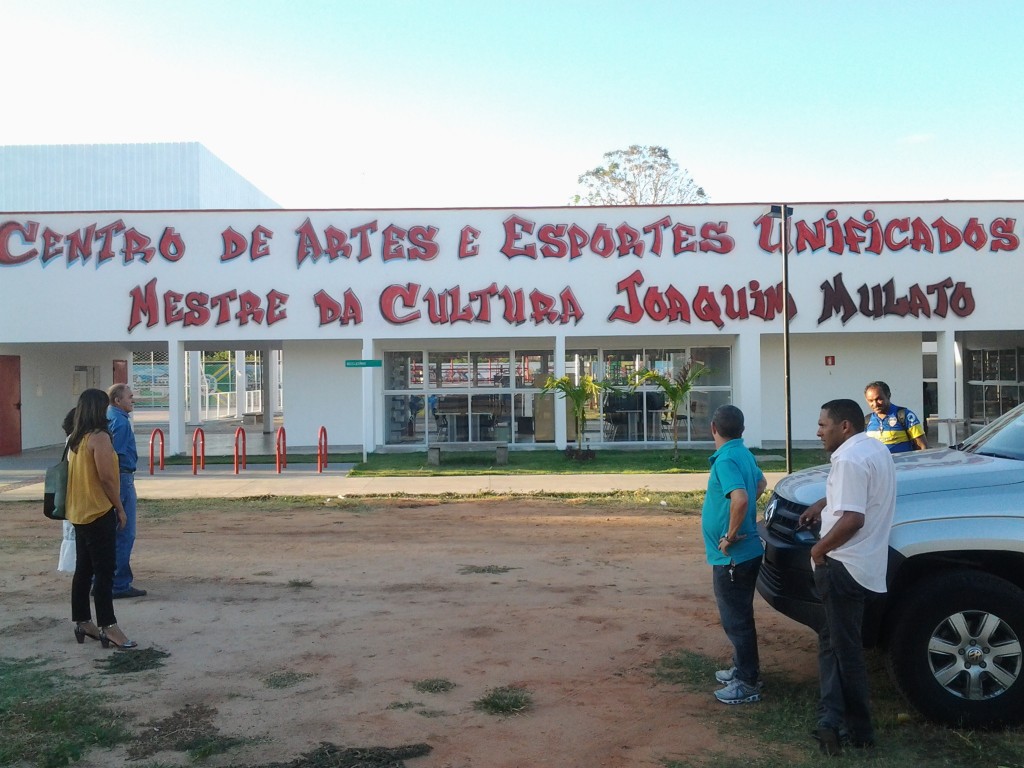 Centro de Artes e Esportes Unificados
Mestre da Cultura Joaquim Mulato